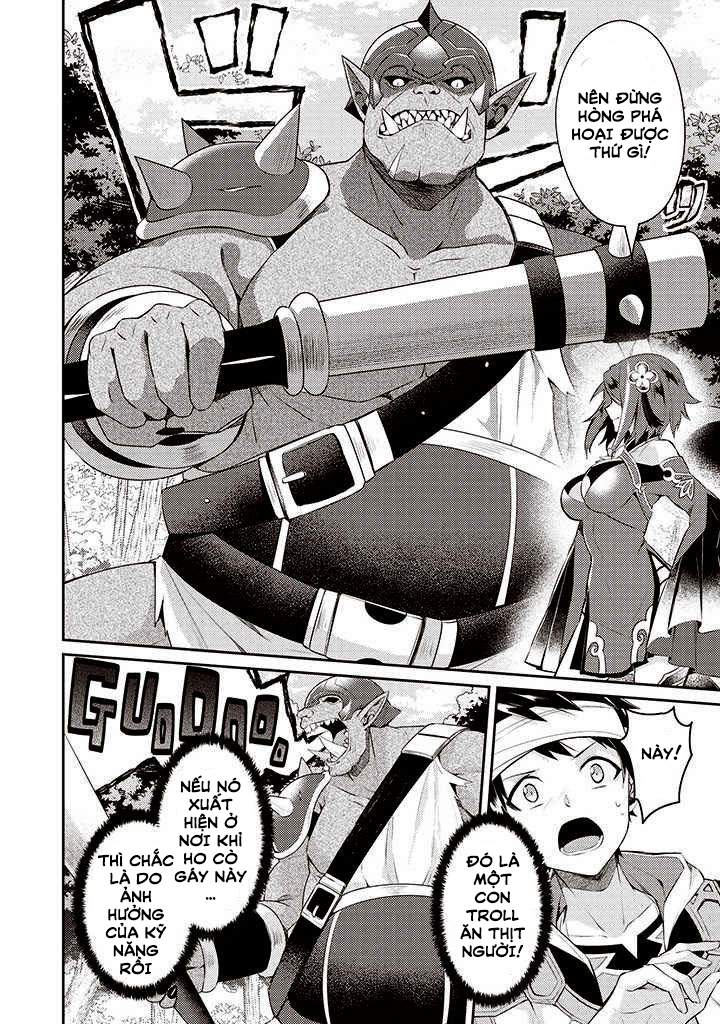 NÊN ĐỪNG
HÒNG PHÁ
HOẠI ĐƯỢC
THỨ GÌ!
NÀY!
ĐÓ LÀ
MỘT
CON
TROLL
ĂN THỊT
NGƯỜI!
NẾU NÓ
XUẤT
HIỆN Ở
NƠI KHỈ
HO CÒ
GÁY NÀY
...
THÌ CHẮC
LÀ DO ẢNH
HƯỞNG
CỦA KỸ
NĂNG
RỒI
GUOOOO..